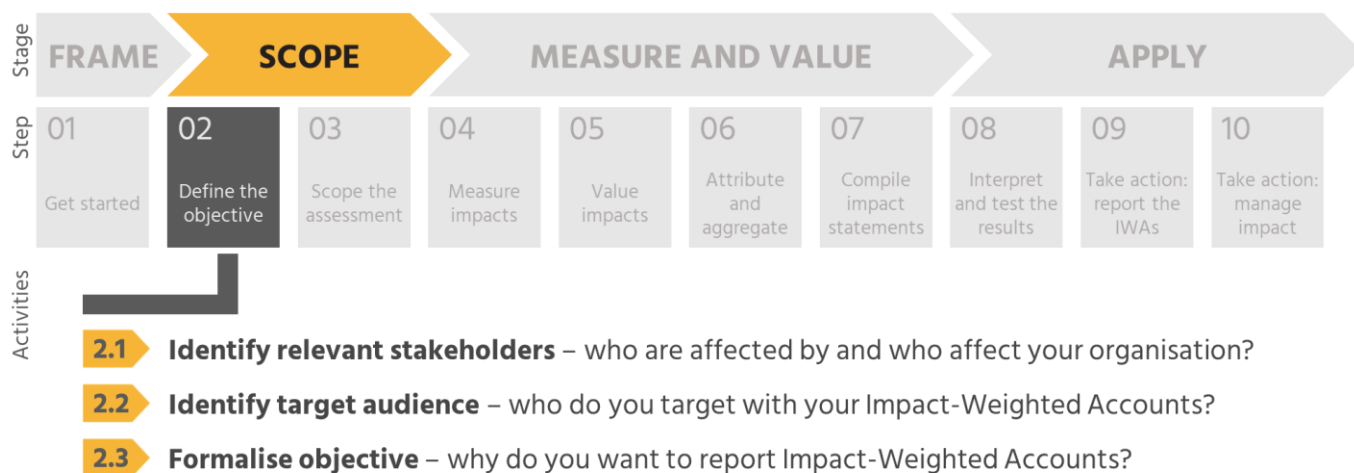 Stage
FRAME
SCOPE
MEASURE AND VALUE
APPLY
Step
01
Get started
02
Define the
objective
03
Scope the
assessment
04
Measure
impacts
05
Value
impacts
06
Attribute
and
aggregate
07
Compile
impact
statements
08
Interpret
and test the
results
09
Take action:
report the
IWAs
10
Take action:
manage
impact
Activities
2.1 Identify relevant stakeholders – who are affected by and who affect your organisation?
2.2 Identify target audience – who do you target with your Impact-Weighted Accounts?
2.3 Formalise objective – why do you want to report Impact-Weighted Accounts?